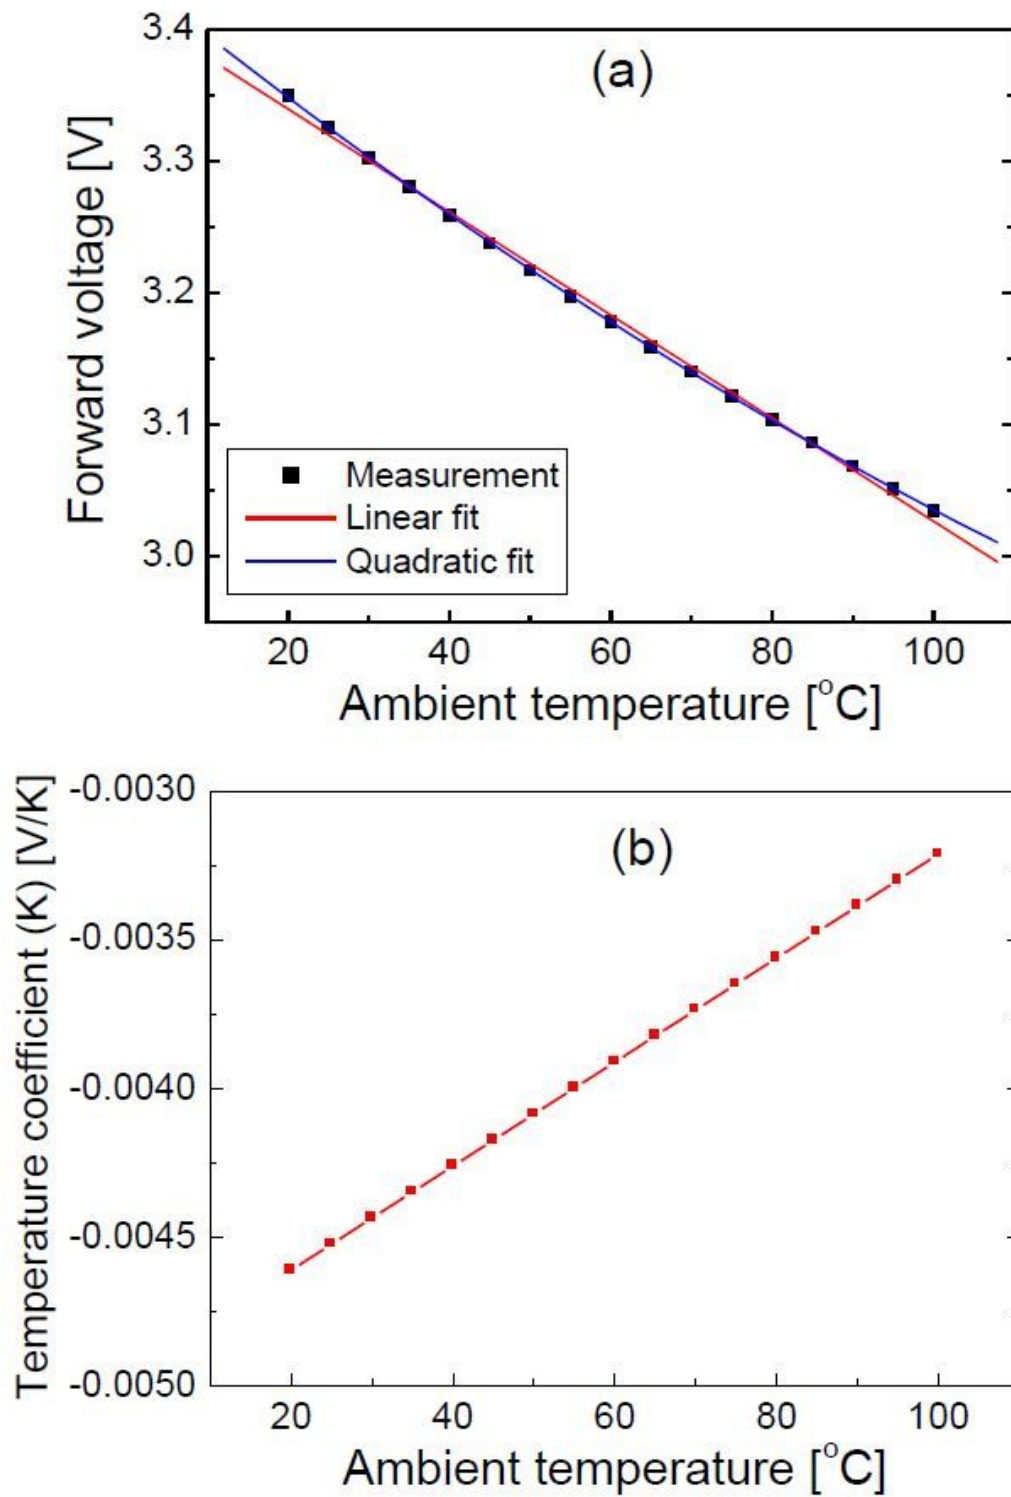 (a)
Forward voltage [V]
3.4
3.3
3.2
3.1
3.0
Measurement
Linear fit
Quadratic fit
20 40 60 80 100
Ambient temperature [°C]
(b)
Temperature coefficient (K) [V/K]
-0.0030
-0.0035
-0.0040
-0.0045
-0.0050
20 40 60 80 100
Ambient temperature [°C]